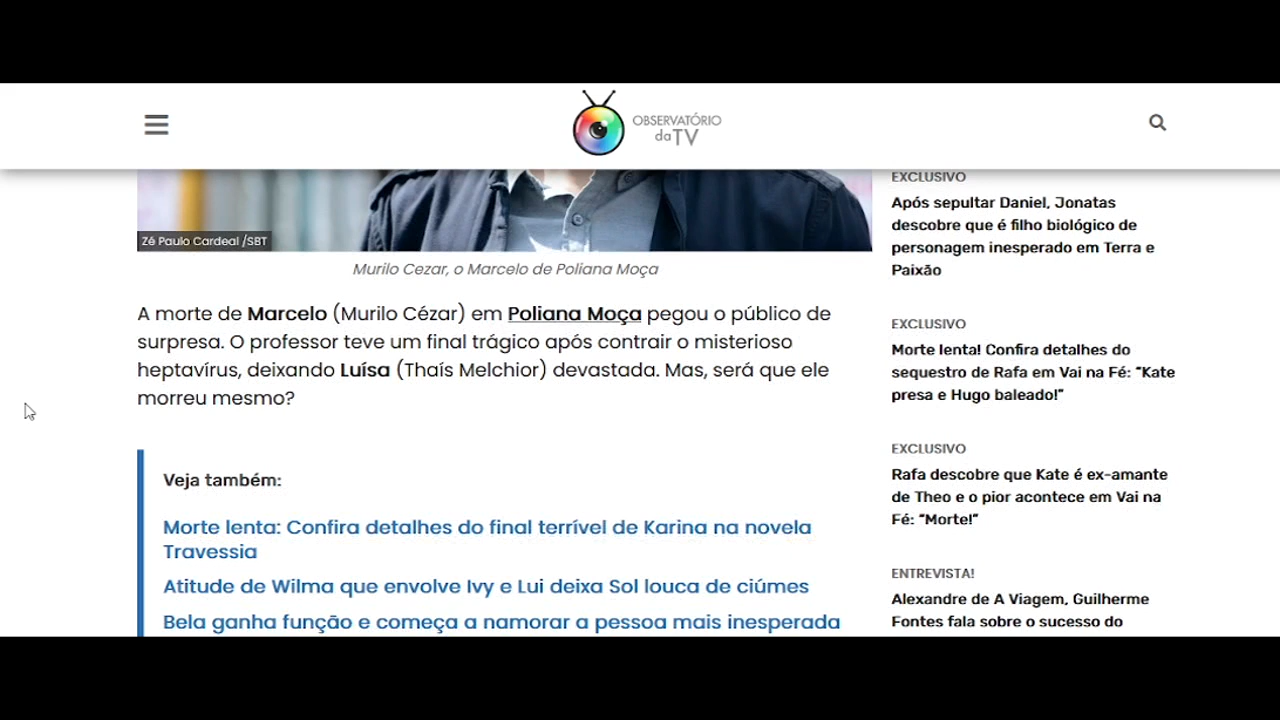 OBSERVATÓRIO
da TV
Zé Paulo Cardeal /SBT
Murilo Cezar, o Marcelo de Poliana Moça
A morte de Marcelo (Murilo Cézar) em Poliana Moça pegou o público de
surpresa. O professor teve um final trágico após contrair o misterioso
heptavírus, deixando Luísa (Thaís Melchior) devastada. Mas, será que ele
morreu mesmo?
Veja também:
Morte lenta: Confira detalhes do final terrível de Karina na novela
Travessia
Atitude de Wilma que envolve Ivy e Lui deixa Sol louca de ciúmes
Bela ganha função e começa a namorar a pessoa mais inesperada
EXCLUSIVO
Após sepultar Daniel, Jonatas
descobre que é filho biológico de
personagem inesperado em Terra e
Paixão
EXCLUSIVO
Morte lenta! Confira detalhes do
sequestro de Rafa em Vai na Fé: “Kate
presa e Hugo baleado!”
EXCLUSIVO
Rafa descobre que Kate é ex-amante
de Theo e o pior acontece em Vai na
Fé: “Morte!”
ENTREVISTA!
Alexandre de A Viagem, Guilherme
Fontes fala sobre o sucesso do